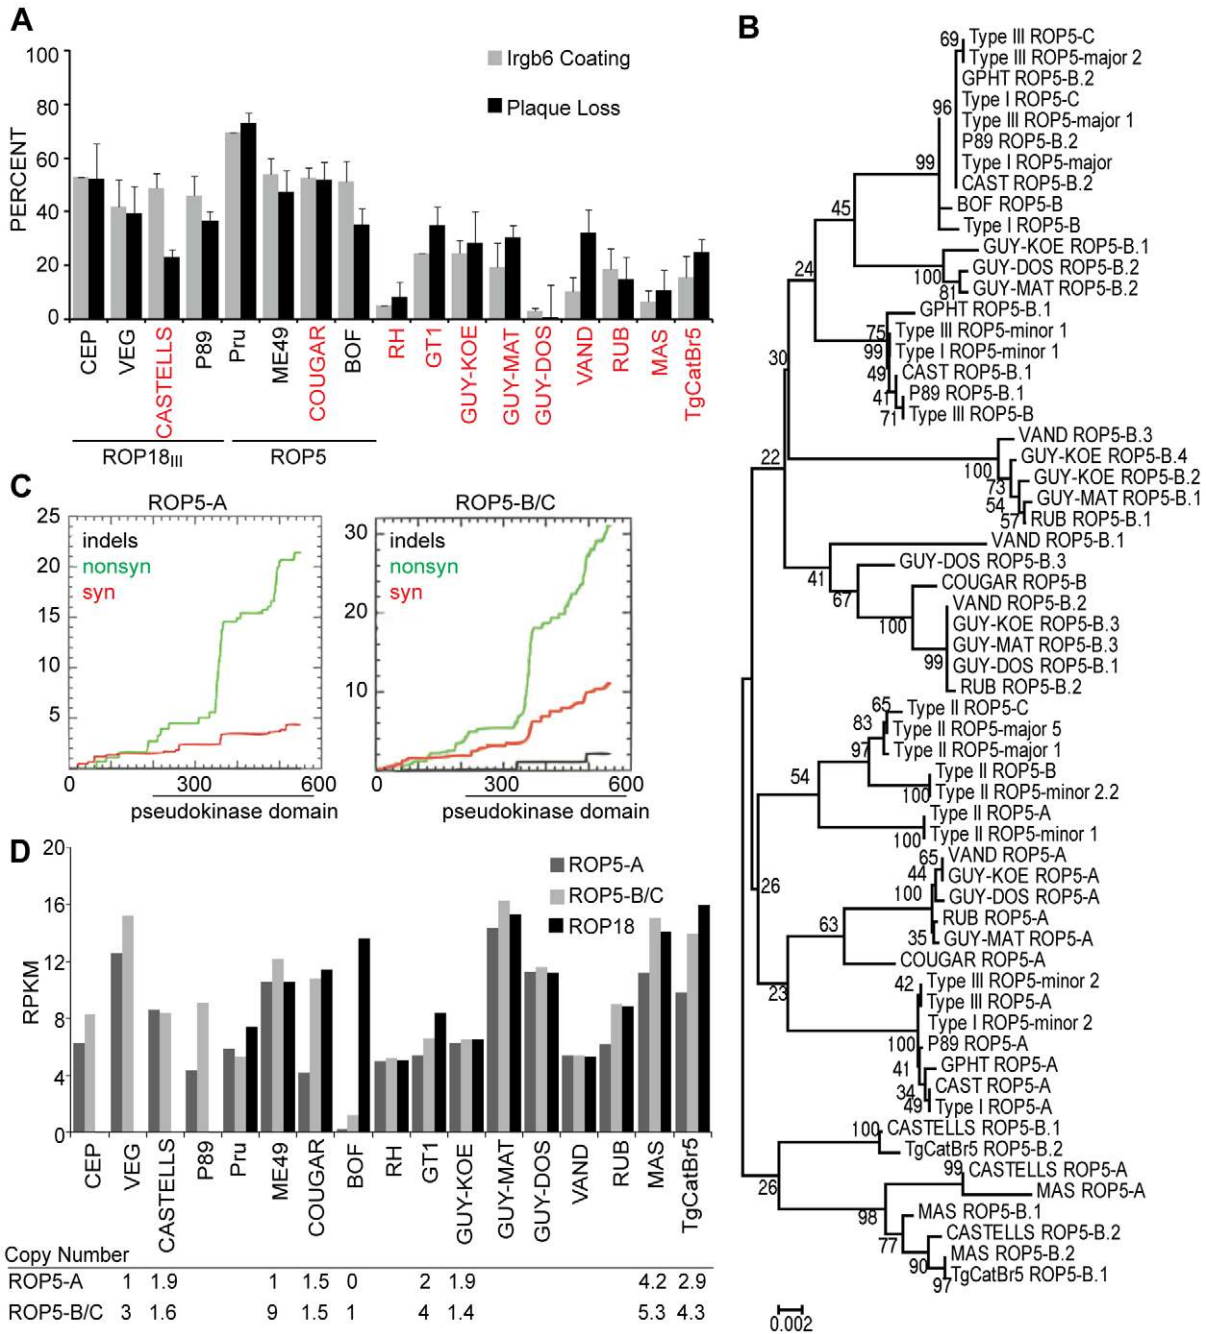 A
100
80
60
40
20
0
PERCENT
Irgb6 Coating
Plaque Loss
CEP
VEG
CASTELLS
P89
Pru
ME49
COUGAR
BOF
RH
GT1
GUY-KOE
GUY-MAT
GUY-DOS
VAND
RUB
MAS
TgCatBr5
ROP18III
ROP5
B
69
Type III ROP5-C
Type III ROP5-major 2
GPHT ROP5-B.2
96
Type I ROP5-C
Type III ROP5-major 1
P89 ROP5-B.2
99
Type I ROP5-major
CAST ROP5-B.2
45
BOF ROP5-B
Type I ROP5-B
GUY-KOE ROP5-B.1
24
100
GUY-DOS ROP5-B.2
81
GUY-MAT ROP5-B.2
GPHT ROP5-B.1
75
Type III ROP5-minor 1
99
Type I ROP5-minor 1
30
49
CAST ROP5-B.1
41
P89 ROP5-B.1
71
Type III ROP5-B
VAND ROP5-B.3
22
100
GUY-KOE ROP5-B.4
73
GUY-KOE ROP5-B.2
54
GUY-MAT ROP5-B.1
57
RUB ROP5-B.1
VAND ROP5-B.1
41
GUY-DOS ROP5-B.3
67
COUGAR ROP5-B
VAND ROP5-B.2
100
GUY-KOE ROP5-B.3
GUY-MAT ROP5-B.3
99
GUY-DOS ROP5-B.1
RUB ROP5-B.2
65
Type II ROP5-C
83
Type II ROP5-major 5
97
Type II ROP5-major 1
54
Type II ROP5-B
100
Type II ROP5-minor 2.2
Type II ROP5-A
100
Type II ROP5-minor 1
26
65
VAND ROP5-A
44
GUY-KOE ROP5-A
100
GUY-DOS ROP5-A
63
RUB ROP5-A
35
GUY-MAT ROP5-A
COUGAR ROP5-A
23
42
Type III ROP5-minor 2
Type III ROP5-A
Type I ROP5-minor 2
100
P89 ROP5-A
41
GPHT ROP5-A
34
CAST ROP5-A
49
Type I ROP5-A
100
CASTELLS ROP5-B.1
TgCatBr5 ROP5-B.2
26
99
CASTELLS ROP5-A
MAS ROP5-A
98
MAS ROP5-B.1
77
CASTELLS ROP5-B.2
90
MAS ROP5-B.2
97
TgCatBr5 ROP5-B.1
0.002
C
ROP5-A
25
20
15
10
5
indels
nonsyn
syn
0
300
600
pseudokinase domain
ROP5-B/C
30
20
10
indels
nonsyn
syn
0
300
600
pseudokinase domain
D
20
16
12
8
4
0
RPKM
ROP5-A
ROP5-B/C
ROP18
CEP
VEG
CASTELLS
P89
Pru
ME49
COUGAR
BOF
RH
GT1
GUY-KOE
GUY-MAT
GUY-DOS
VAND
RUB
MAS
TgCatBr5
Copy Number
ROP5-A 1 1.9 1 1.5 0 2 1.9 4.2 2.9
ROP5-B/C 3 1.6 9 1.5 1 4 1.4 5.3 4.3